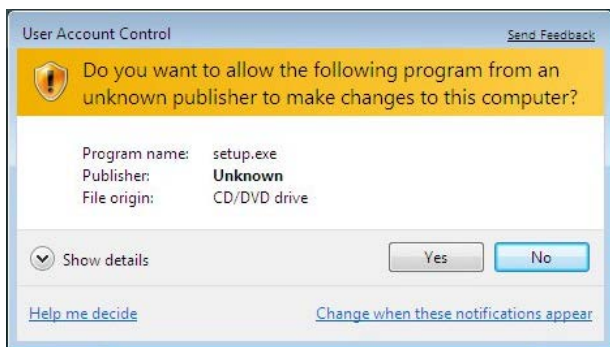 User Account Control
Send Feedback
Do you want to allow the following program from an
unknown publisher to make changes to this computer?
Program name: setup.exe
Publisher: Unknown
File origin: CD/DVD drive
Show details
Yes
No
Help me decide
Change when these notifications appear